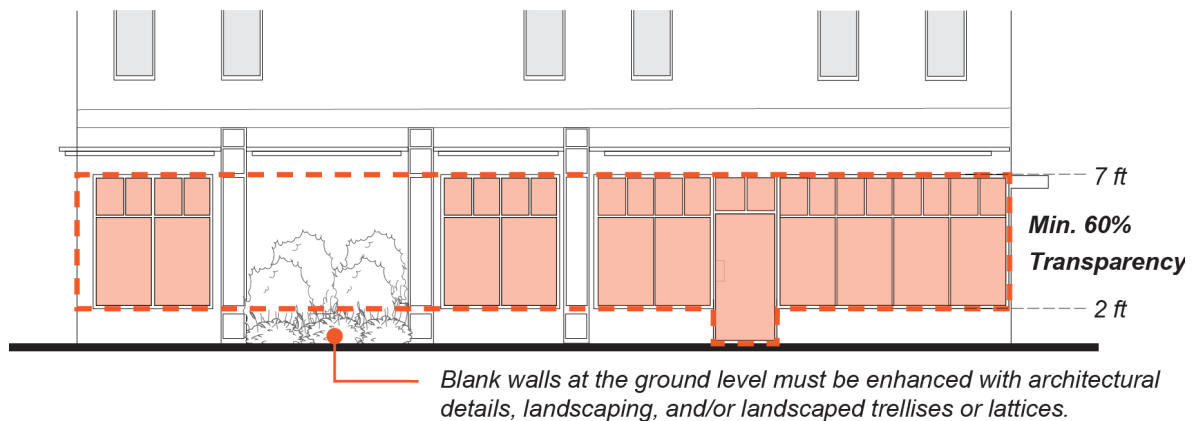 7 ft
Min. 60%
Transparency
2 ft
Blank walls at the ground level must be enhanced with architectural
details, landscaping, and/or landscaped trellises or lattices.